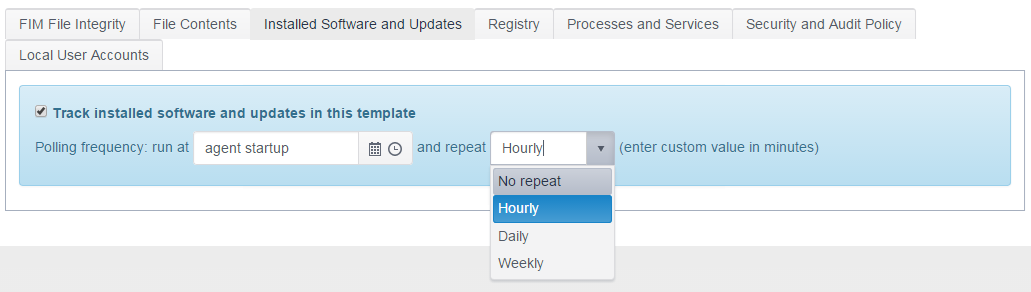 FIM File Integrity File Contents Installed Software and Updates Registry Processes and Services Security and Audit Policy
Local User Accounts
Track installed software and updates in this template
Polling frequency: run at agent startup and repeat Hourly (enter custom value in minutes)
No repeat
Hourly
Daily
Weekly